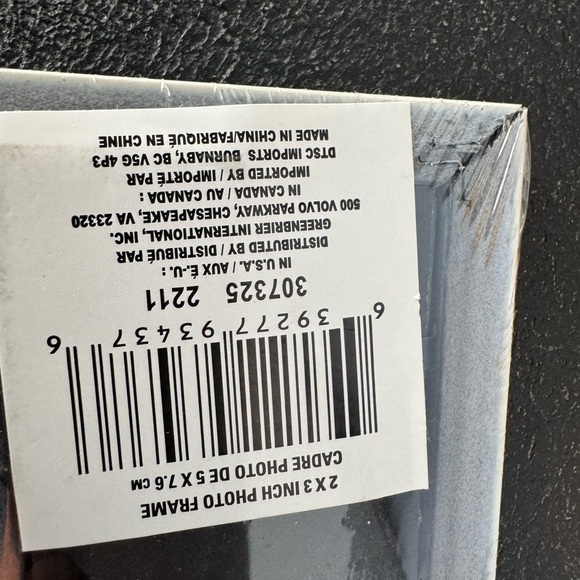 2 X 3 INCH PHOTO FRAME
CADRE PHOTO DE 5 X 7.6 CM
6 39277 93437 6
307325 2211
IN U.S.A. / AUX É.-U. :
DISTRIBUTED BY / DISTRIBUÉ PAR
GREENBRIER INTERNATIONAL, INC.
500 VOLVO PARKWAY, CHESAPEAKE, VA 23320
IN CANADA / AU CANADA :
IMPORTED BY / IMPORTÉ PAR
DTSC IMPORTS BURNABY, BC V5G 4P3
MADE IN CHINA/FABRIQUÉ EN CHINE